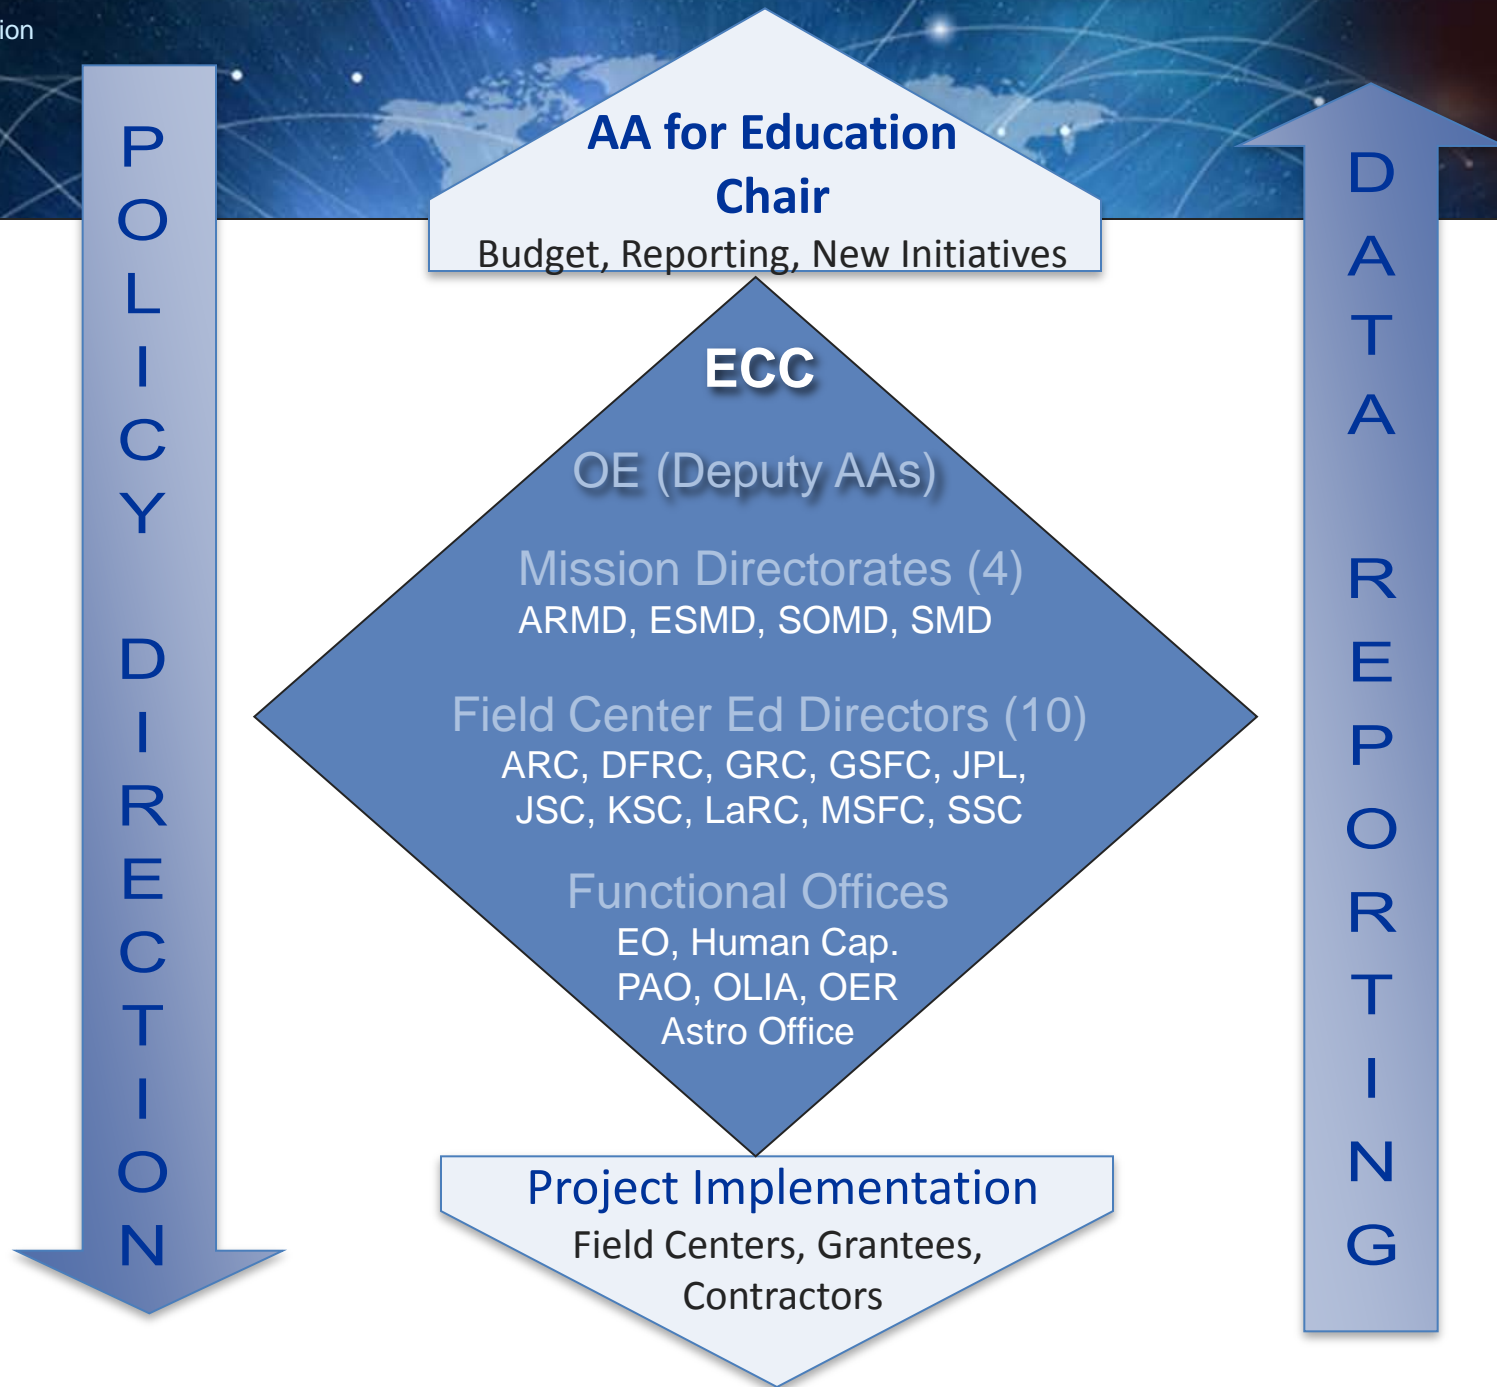 POLICY DIRECTION
AA for Education
Chair
Budget, Reporting, New Initiatives
ECC
OE (Deputy AAs)
Mission Directorates (4)
ARMD, ESMD, SOMD, SMD
Field Center Ed Directors (10)
ARC, DFRC, GRC, GSFC, JPL,
JSC, KSC, LaRC, MSFC, SSC
Functional Offices
EO, Human Cap.
PAO, OLIA, OER
Astro Office
Project Implementation
Field Centers, Grantees,
Contractors
DATA REPORTING